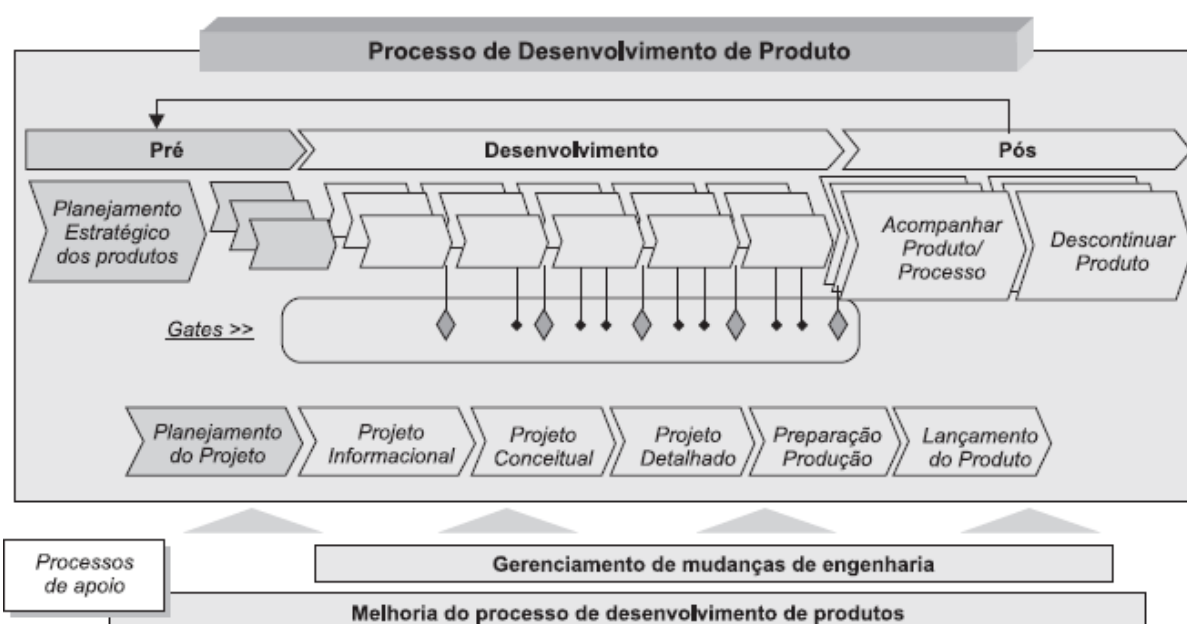 Processo de Desenvolvimento de Produto
Pré
Desenvolvimento
Pós
Planejamento
Estratégico
dos produtos
Acompanhar
Produto/
Processo
Descontinuar
Produto
Gates >>
Planejamento
do Projeto
Projeto
Informacional
Projeto
Conceitual
Projeto
Detalhado
Preparação
Produção
Lançamento
do Produto
Processos
de apoio
Gerenciamento de mudanças de engenharia
Melhoria do processo de desenvolvimento de produtos